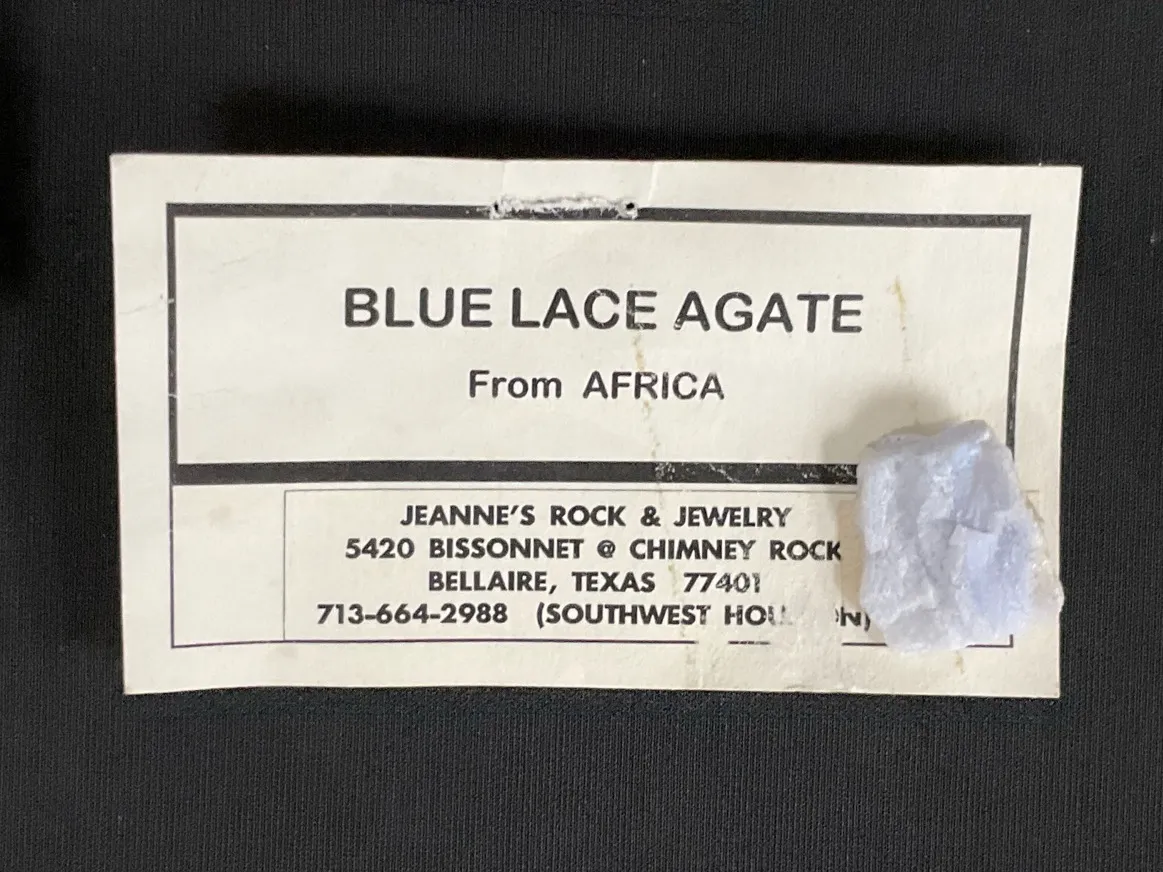 BLUE LACE AGATE
From AFRICA
JEANNE'S ROCK & JEWELRY
5420 BISSONNET @ CHIMNEY ROCK
BELLAIRE, TEXAS 77401
713-664-2988 (SOUTHWEST